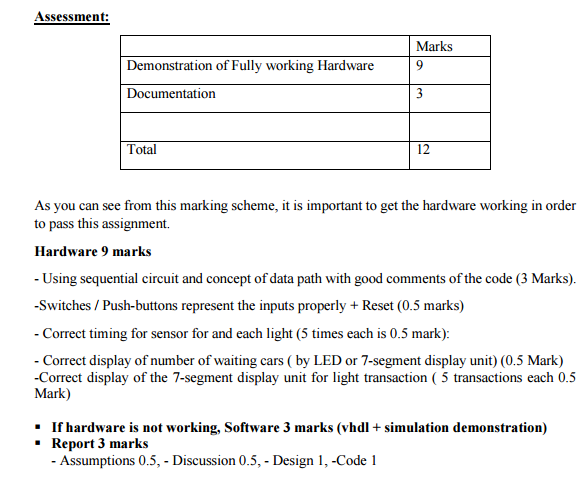 Assessment:
Marks
Demonstration of Fully working Hardware 9
Documentation 3
Total 12
As you can see from this marking scheme, it is important to get the hardware working in order
to pass this assignment.
Hardware 9 marks
- Using sequential circuit and concept of data path with good comments of the code (3 Marks).
-Switches / Push-buttons represent the inputs properly + Reset (0.5 marks)
- Correct timing for sensor for and each light (5 times each is 0.5 mark):
- Correct display of number of waiting cars ( by LED or 7-segment display unit) (0.5 Mark)
-Correct display of the 7-segment display unit for light transaction ( 5 transactions each 0.5
Mark)
▪ If hardware is not working, Software 3 marks (vhdl + simulation demonstration)
▪ Report 3 marks
- Assumptions 0.5, - Discussion 0.5, - Design 1, -Code 1